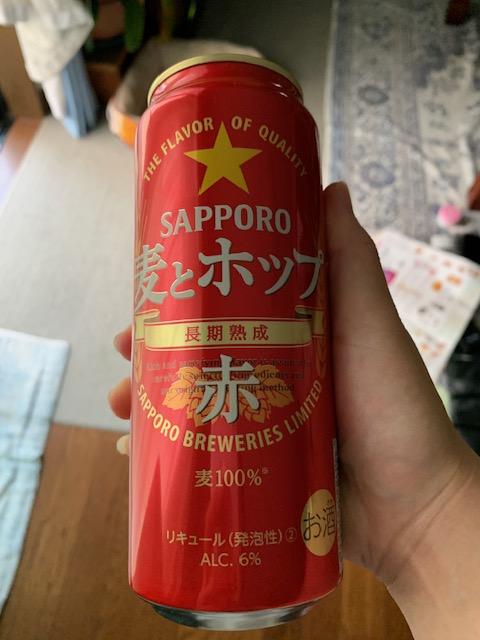 THE FLAVOR OF QUALITY
SAPPORO
麦とホップ
長期熟成
赤
SAPPORO BREWERIES LIMITED
麦100%※
お酒
リキュール(発泡性)②
ALC. 6%